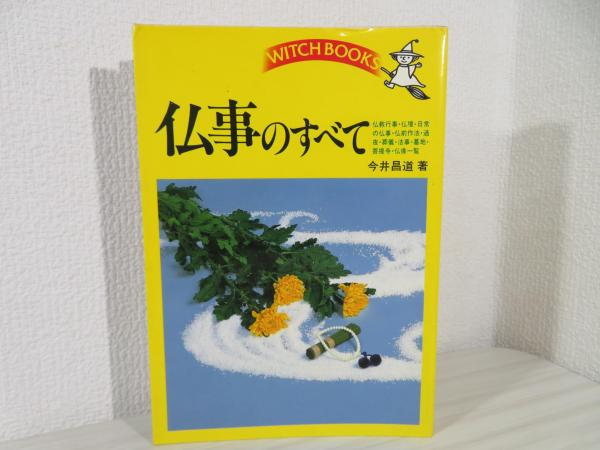 WITCH BOOKS
仏事のすべて
仏教行事・仏壇・日常
の仏事・仏前作法・通
夜・葬儀・法事・墓地・
菩提寺・仏像一覧
今井昌道 著